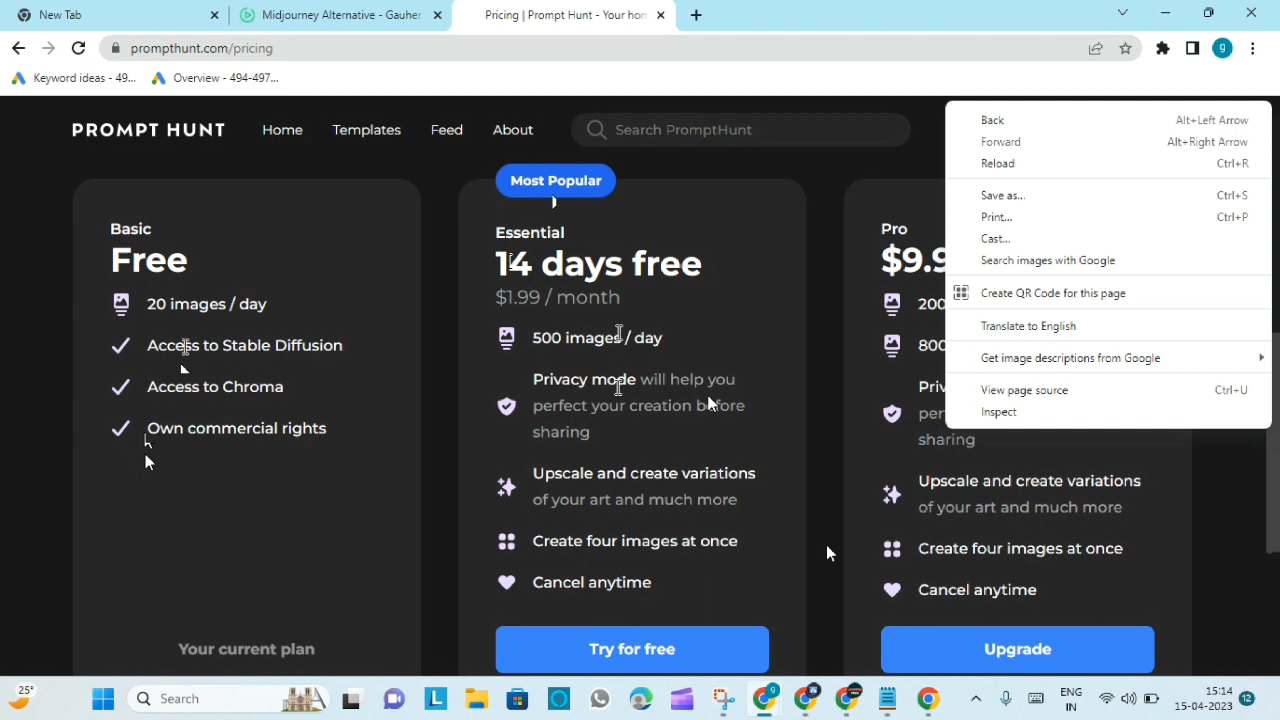 New Tab
Midjourney Alternative - Gauher
Pricing | Prompt Hunt - Your hom
prompthunt.com/pricing
g
Keyword ideas - 49...
Overview - 494-497...
PROMPT HUNT
Home
Templates
Feed
About
Search PromptHunt
Back Alt+Left Arrow
Forward Alt+Right Arrow
Reload Ctrl+R
Save as... Ctrl+S
Print... Ctrl+P
Cast...
Search images with Google
Create QR Code for this page
Translate to English
Get image descriptions from Google
View page source Ctrl+U
Inspect
Basic
Free
20 images / day
Access to Stable Diffusion
Access to Chroma
Own commercial rights
Your current plan
Most Popular
Essential
14 days free
$1.99 / month
500 images / day
Privacy mode will help you
perfect your creation before
sharing
Upscale and create variations
of your art and much more
Create four images at once
Cancel anytime
Try for free
Pro
$9.9
200
800
Priv
perf
sharing
Upscale and create variations
of your art and much more
Create four images at once
Cancel anytime
Upgrade
25°
Search
L
9
ENG
IN
15:14
15-04-2023
12